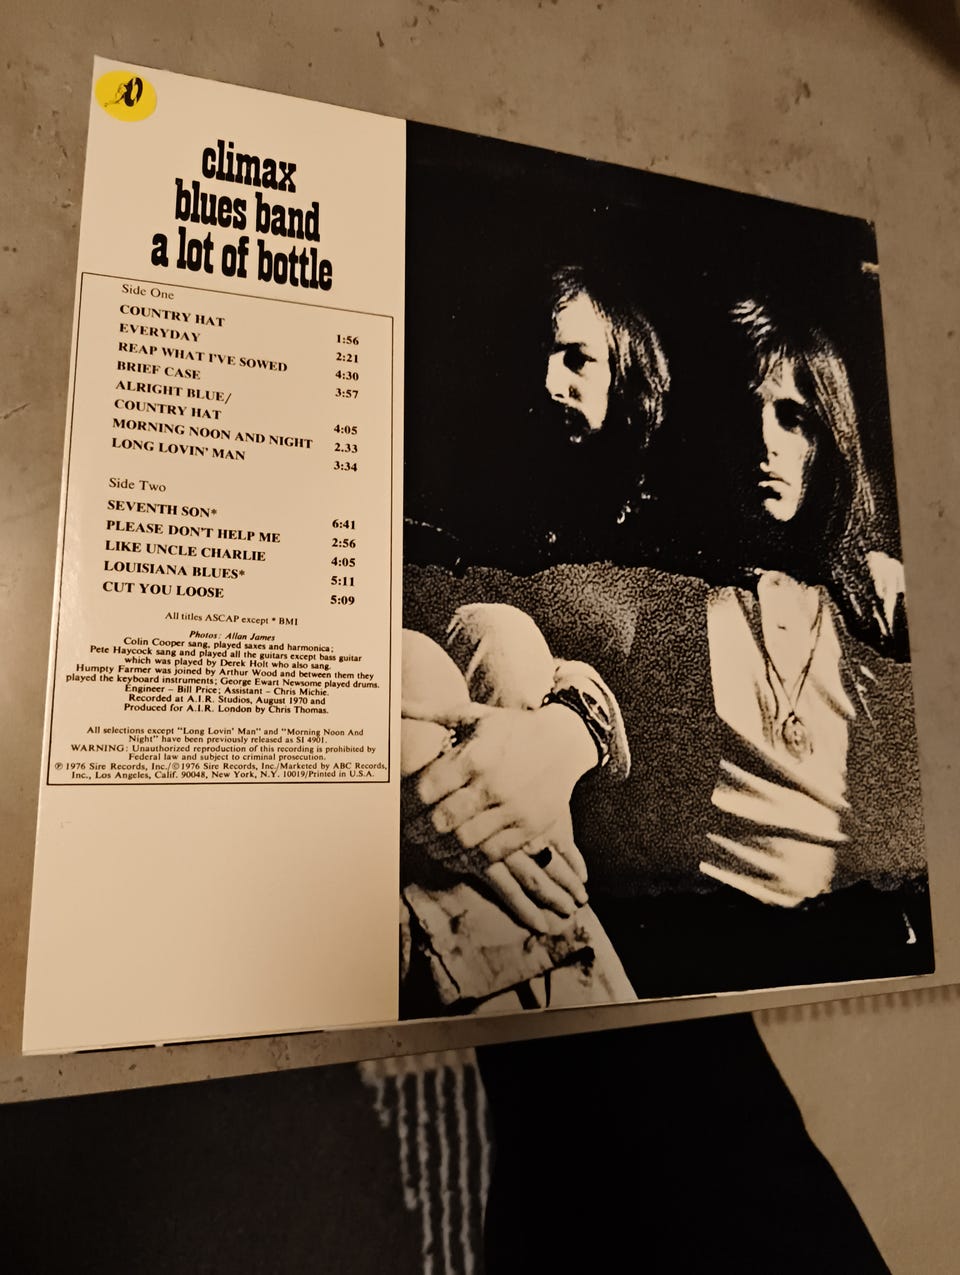 climax
blues band
a lot of bottle
Side One
COUNTRY HAT 1:56
EVERYDAY 2:21
REAP WHAT I'VE SOWED 4:30
BRIEF CASE 3:57
ALRIGHT BLUE/
COUNTRY HAT 4:05
MORNING NOON AND NIGHT 2.33
LONG LOVIN' MAN 3:34
Side Two
SEVENTH SON* 6:41
PLEASE DON'T HELP ME 2:56
LIKE UNCLE CHARLIE 4:05
LOUISIANA BLUES* 5:11
CUT YOU LOOSE 5:09
All titles ASCAP except * BMI
Photos: Allan James
Colin Cooper sang, played saxes and harmonica;
Pete Haycock sang and played all the guitars except bass guitar
which was played by Derek Holt who also sang.
Humpty Farmer was joined by Arthur Wood and between them they
played the keyboard instruments; George Ewart Newsome played drums.
Engineer – Bill Price; Assistant – Chris Michie.
Recorded at A.I.R. Studios, August 1970 and
Produced for A.I.R. London by Chris Thomas.
All selections except "Long Lovin' Man" and "Morning Noon And
Night" have been previously released as SI 4901.
WARNING: Unauthorized reproduction of this recording is prohibited by
Federal law and subject to criminal prosecution.
℗ 1976 Sire Records, Inc./© 1976 Sire Records, Inc./Marketed by ABC Records,
Inc., Los Angeles, Calif. 90048, New York, N.Y. 10019/Printed in U.S.A.